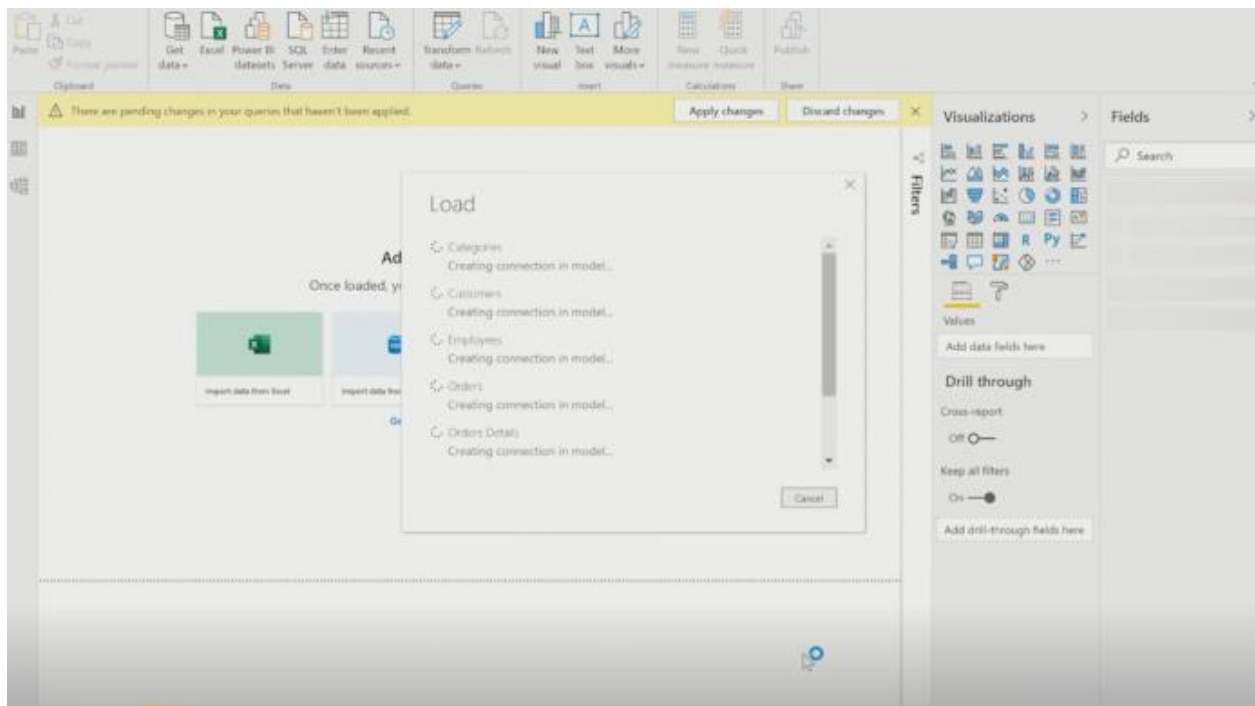 Paste
Cut
Copy
Format painter
Clipboard
Get data
Excel
Power BI datasets
SQL Server
Enter data
Recent sources
Data
Transform data
Refresh
Queries
New visual
Text box
More visuals
Insert
New measure
Quick measure
Calculations
Publish
Share
There are pending changes in your queries that haven't been applied.
Apply changes
Discard changes
Load
Categories
Creating connection in model...
Customers
Creating connection in model...
Employees
Creating connection in model...
Orders
Creating connection in model...
Orders Details
Creating connection in model...
Cancel
Ad
Once loaded, y
Import data from Excel
Import data from
Filters
Visualizations
R
Py
Values
Add data fields here
Drill through
Cross-report
Off
Keep all filters
On
Add drill-through fields here
Fields
Search